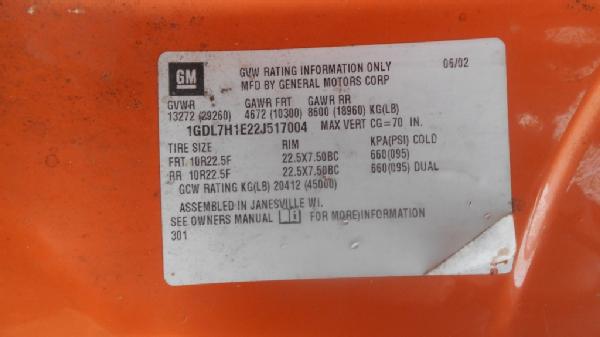 GM
GVW RATING INFORMATION ONLY 06/02
MFD BY GENERAL MOTORS CORP
GVWR GAWR FRT GAWR RR
13272 (29260) 4672 (10300) 8600 (18960) KG(LB)
1GDL7H1E22J517004 MAX VERT CG=70 IN.
TIRE SIZE RIM KPA(PSI) COLD
FRT 10R22.5F 22.5X7.50BC 660(095)
RR 10R22.5F 22.5X7.50BC 660(095) DUAL
GCW RATING KG(LB) 20412 (45000)
ASSEMBLED IN JANESVILLE WI.
SEE OWNERS MANUAL FOR MORE)INFORMATION
301